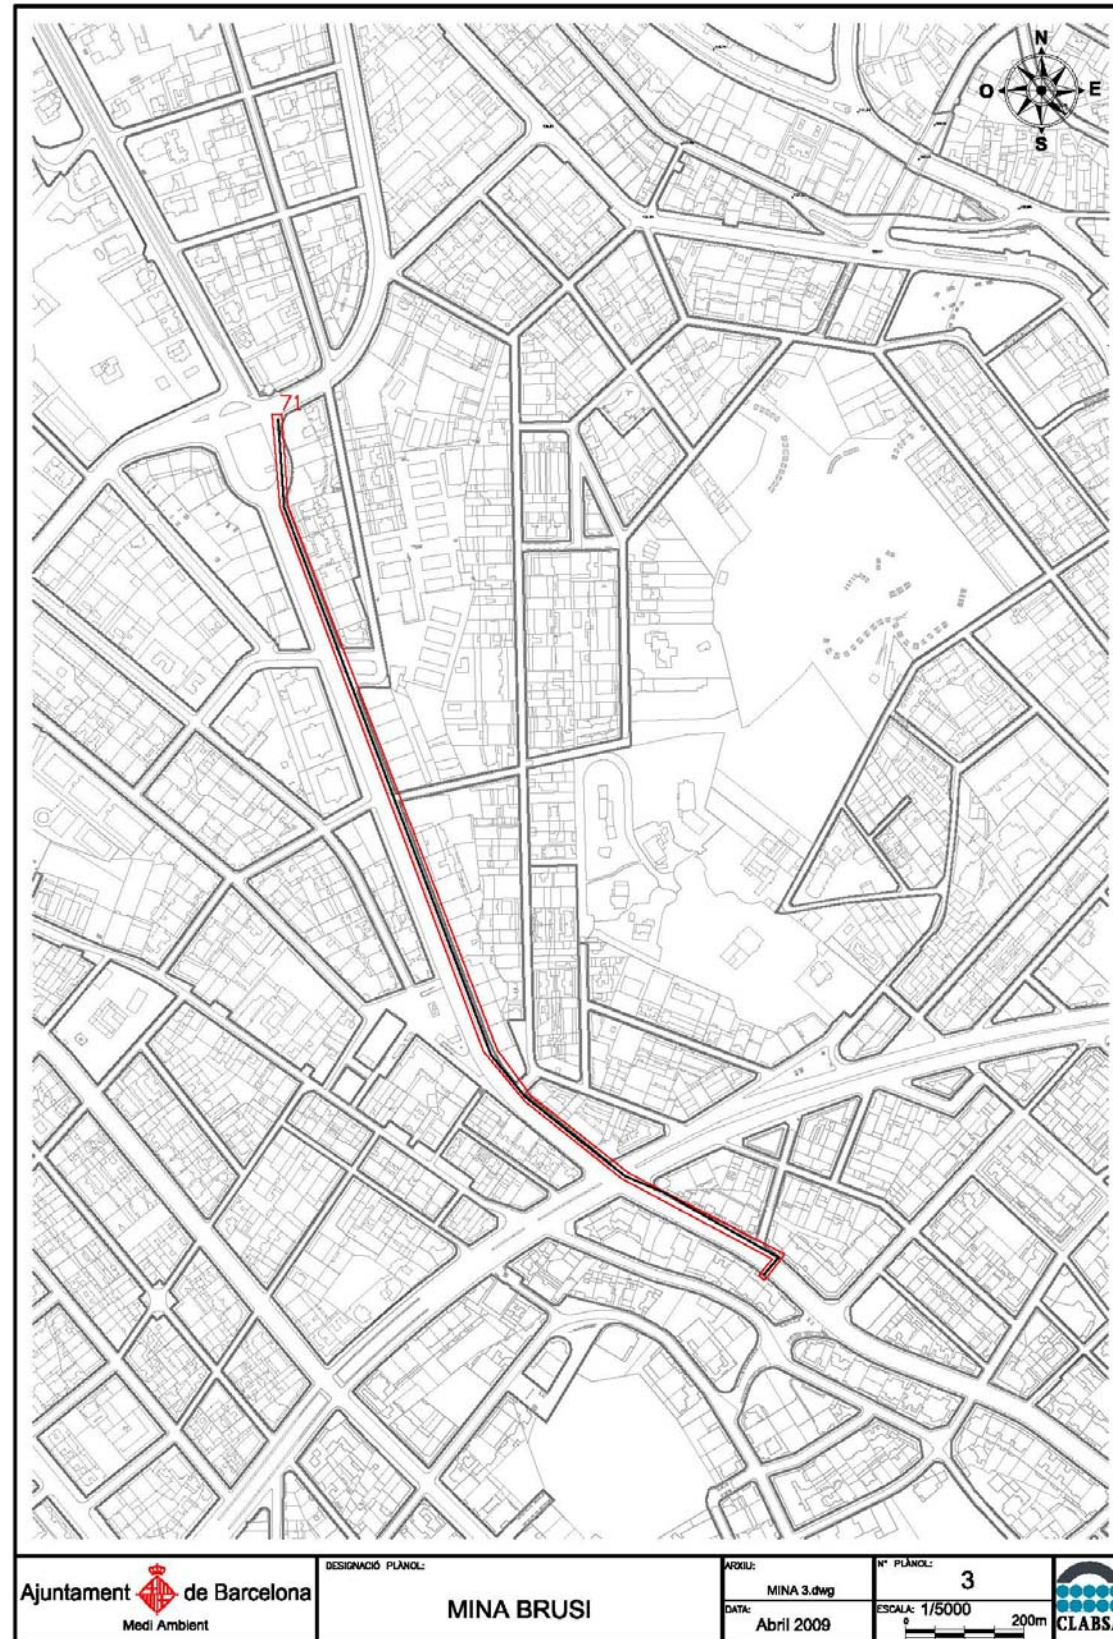 N
O
E
S
71
Ajuntament de Barcelona
Medi Ambient
DESIGNACIÓ PLÀNOL:
MINA BRUSI
ARXIU:
MINA 3.dwg
DATA:
Abril 2009
Nº PLÀNOL:
3
ESCALA: 1/5000
0 200m
CLABSA